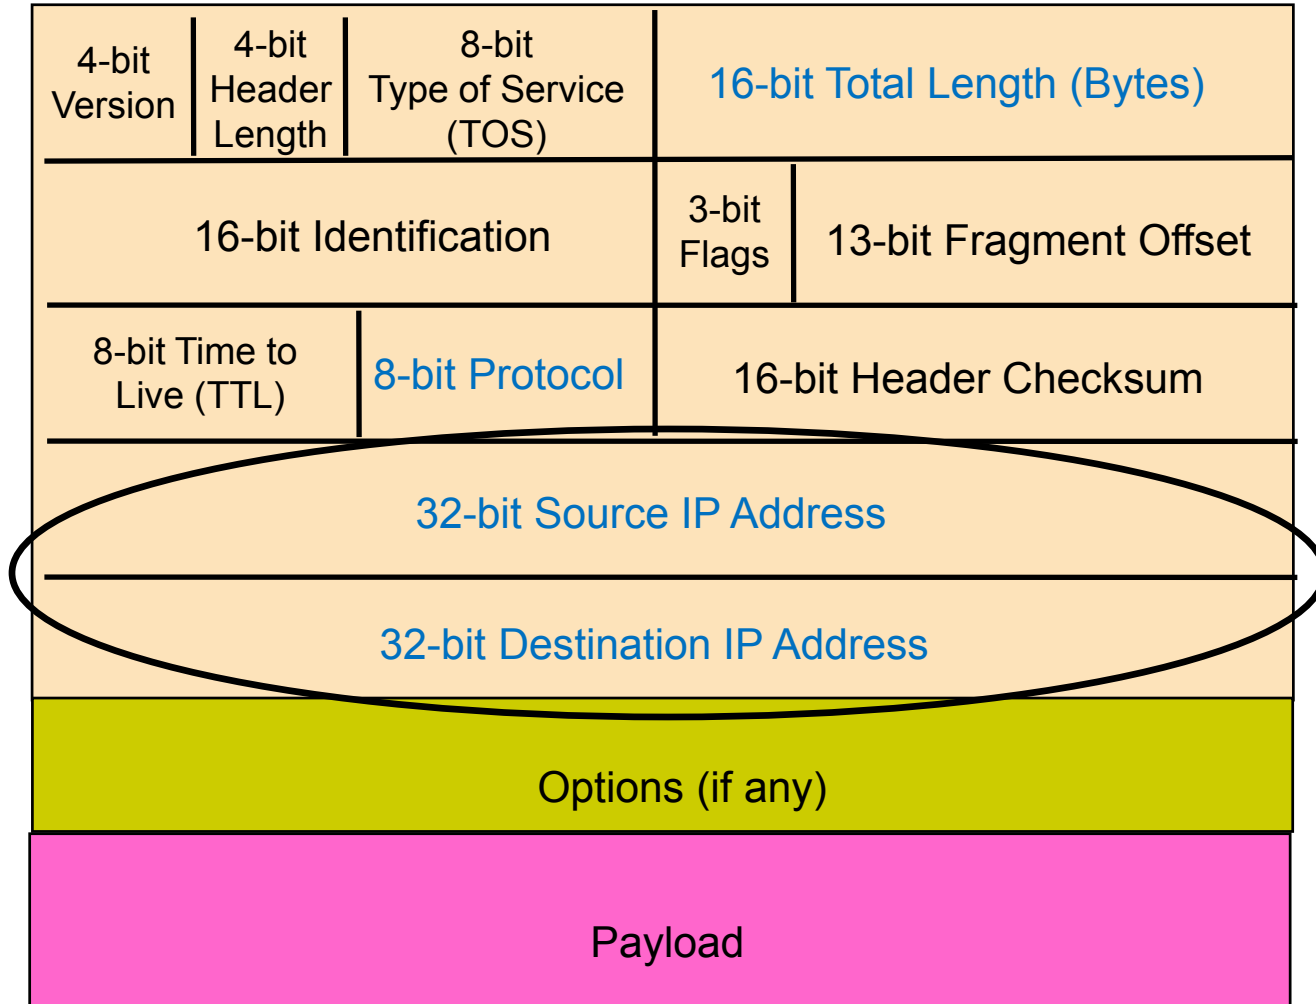 4-bit
Version
4-bit
Header
Length
8-bit
Type of Service
(TOS)
16-bit Total Length (Bytes)
16-bit Identification
3-bit
Flags
13-bit Fragment Offset
8-bit Time to
Live (TTL)
8-bit Protocol
16-bit Header Checksum
32-bit Source IP Address
32-bit Destination IP Address
Options (if any)
Payload